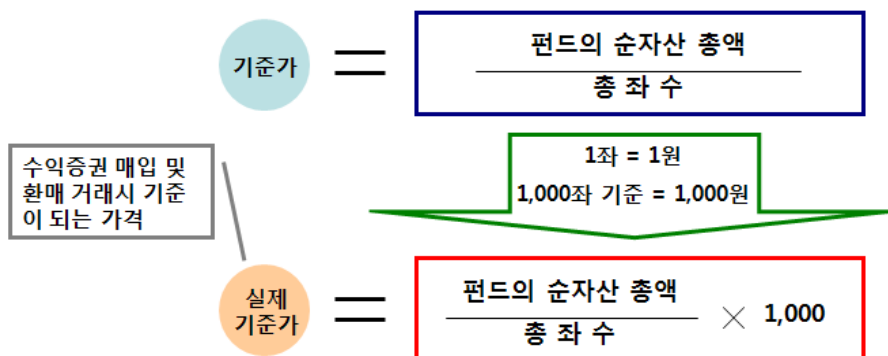 기준가
=
펀드의 순자산 총액
총 좌 수
1좌 = 1원
1,000좌 기준 = 1,000원
수익증권 매입 및
환매 거래시 기준
이 되는 가격
실제
기준가
=
펀드의 순자산 총액
총 좌 수
× 1,000